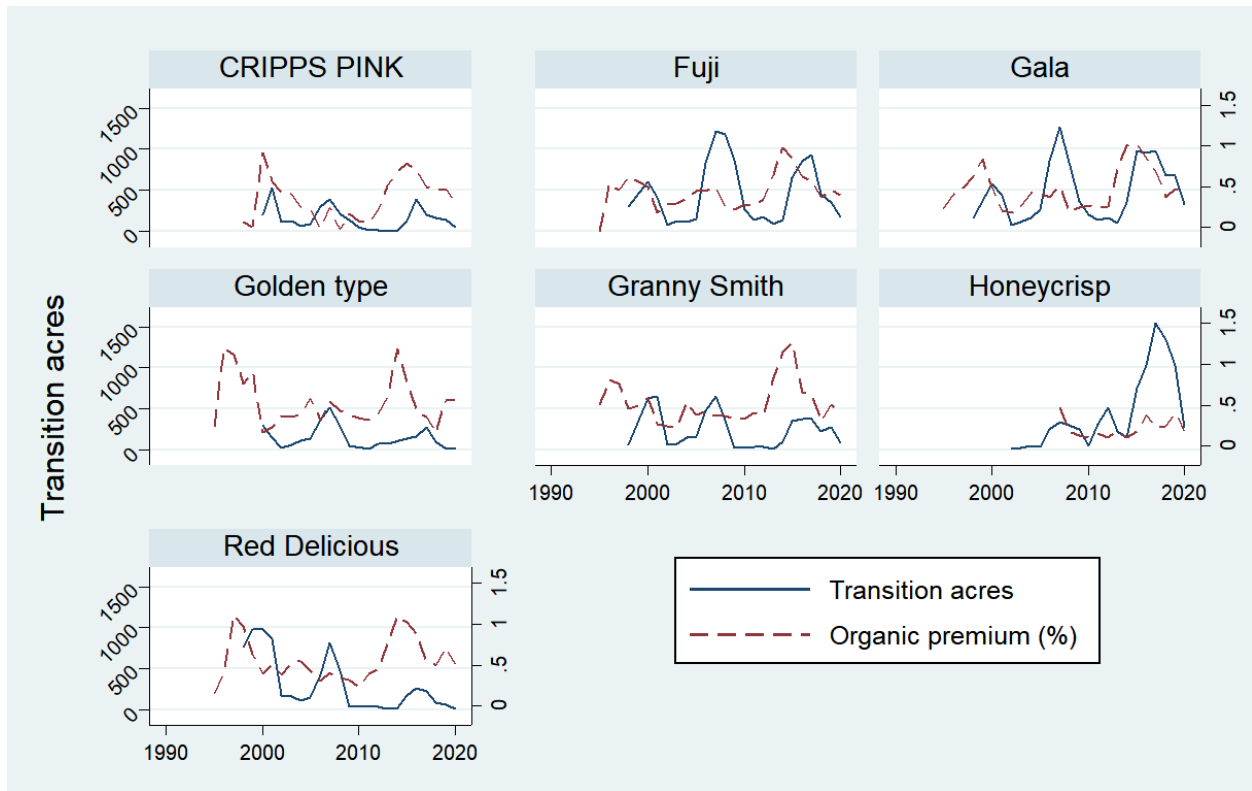 CRIPPS PINK
Fuji
Gala
1500
1000
500
0
1.5
1
.5
0
Golden type
Granny Smith
Honeycrisp
1500
1000
500
0
1.5
1
.5
0
1990 2000 2010 2020
1990 2000 2010 2020
Transition acres
Red Delicious
1500
1000
500
0
1.5
1
.5
0
1990 2000 2010 2020
Transition acres
Organic premium (%)